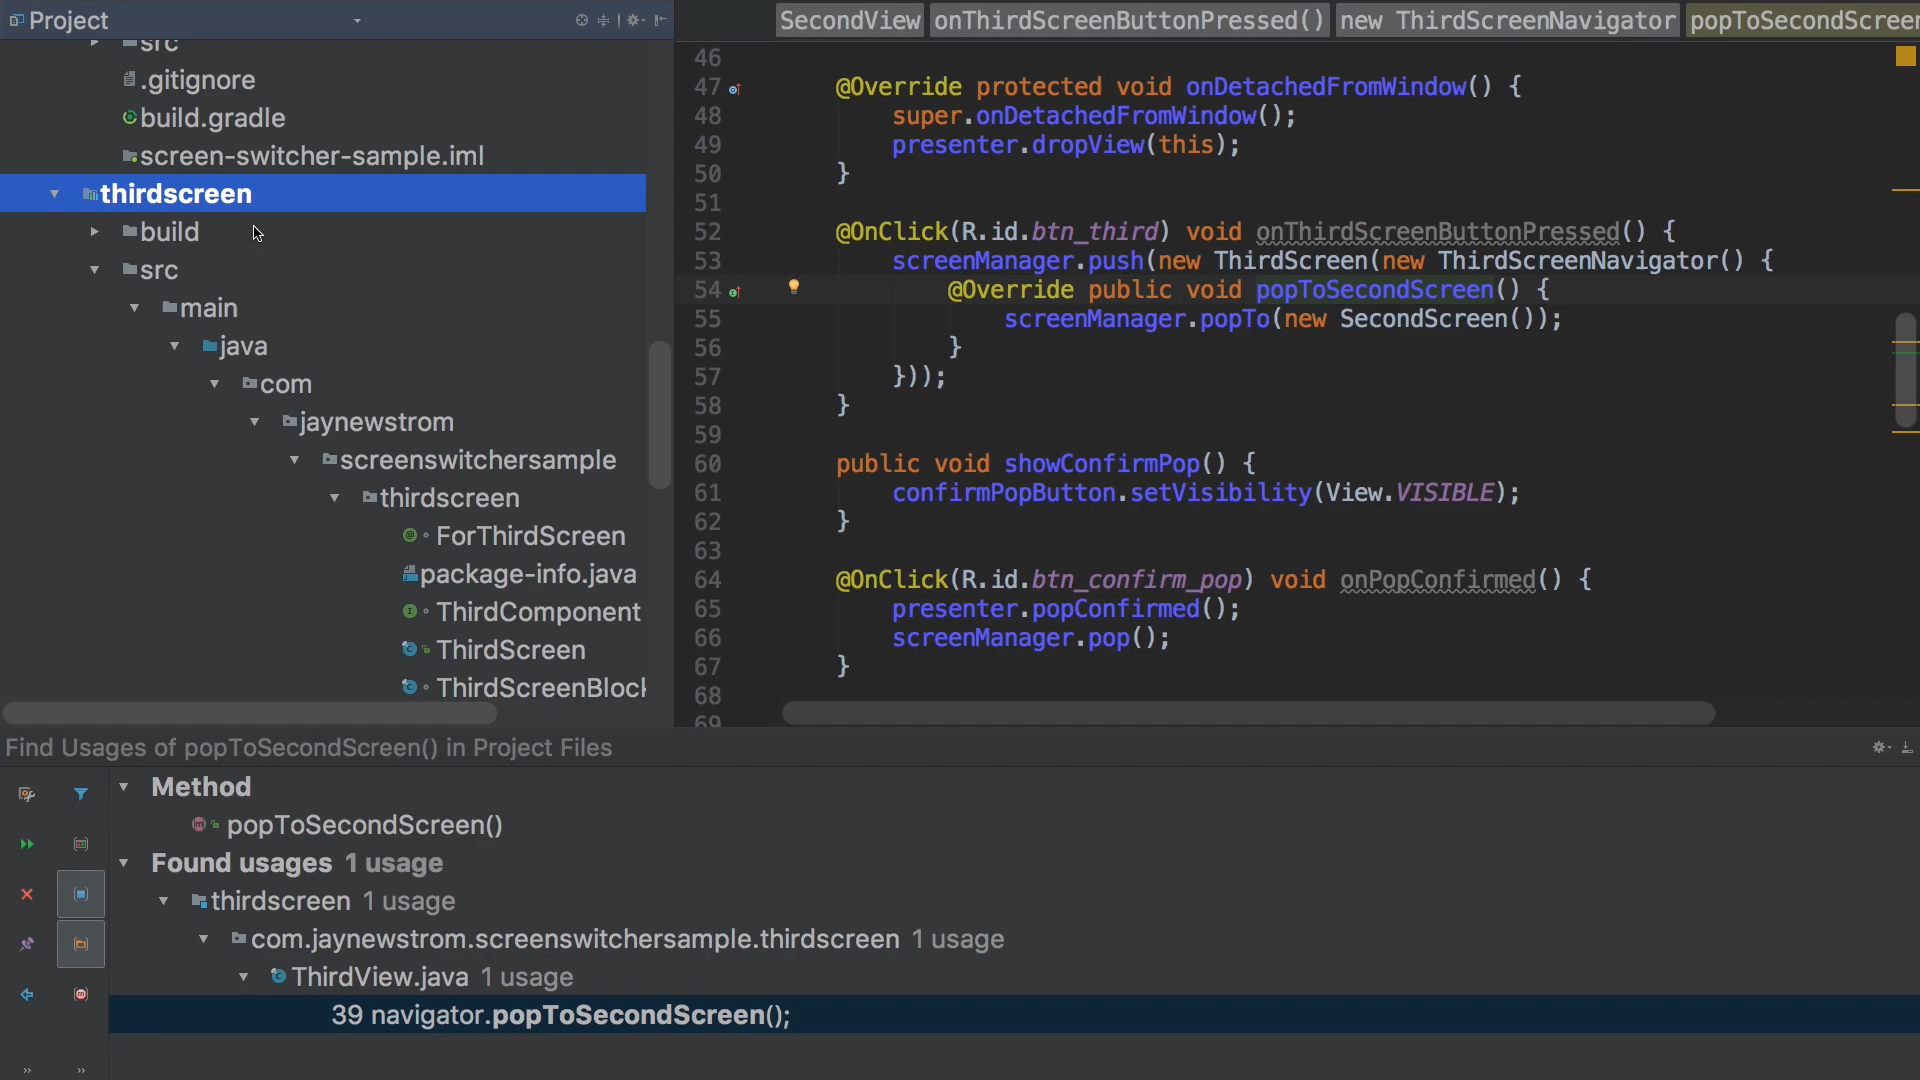 Project
src
.gitignore
build.gradle
screen-switcher-sample.iml
thirdscreen
build
src
main
java
com
jaynewstrom
screenswitchersample
thirdscreen
ForThirdScreen
package-info.java
ThirdComponent
ThirdScreen
ThirdScreenBlock
SecondView onThirdScreenButtonPressed() new ThirdScreenNavigator popToSecondScreen
46
47 @Override protected void onDetachedFromWindow() {
48 super.onDetachedFromWindow();
49 presenter.dropView(this);
50 }
51
52 @OnClick(R.id.btn_third) void onThirdScreenButtonPressed() {
53 screenManager.push(new ThirdScreen(new ThirdScreenNavigator() {
54 @Override public void popToSecondScreen() {
55 screenManager.popTo(new SecondScreen());
56 }
57 }));
58 }
59
60 public void showConfirmPop() {
61 confirmPopButton.setVisibility(View.VISIBLE);
62 }
63
64 @OnClick(R.id.btn_confirm_pop) void onPopConfirmed() {
65 presenter.popConfirmed();
66 screenManager.pop();
67 }
68
69
Find Usages of popToSecondScreen() in Project Files
Method
popToSecondScreen()
Found usages 1 usage
thirdscreen 1 usage
com.jaynewstrom.screenswitchersample.thirdscreen 1 usage
ThirdView.java 1 usage
39 navigator.popToSecondScreen();